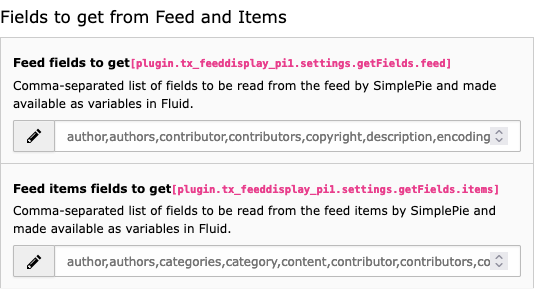 Fields to get from Feed and Items
Feed fields to get[plugin.tx_feeddisplay_pi1.settings.getFields.feed]
Comma-separated list of fields to be read from the feed by SimplePie and made
available as variables in Fluid.
author,authors,contributor,contributors,copyright,description,encoding
Feed items fields to get[plugin.tx_feeddisplay_pi1.settings.getFields.items]
Comma-separated list of fields to be read from the feed items by SimplePie and
made available as variables in Fluid.
author,authors,categories,category,content,contributor,contributors,co